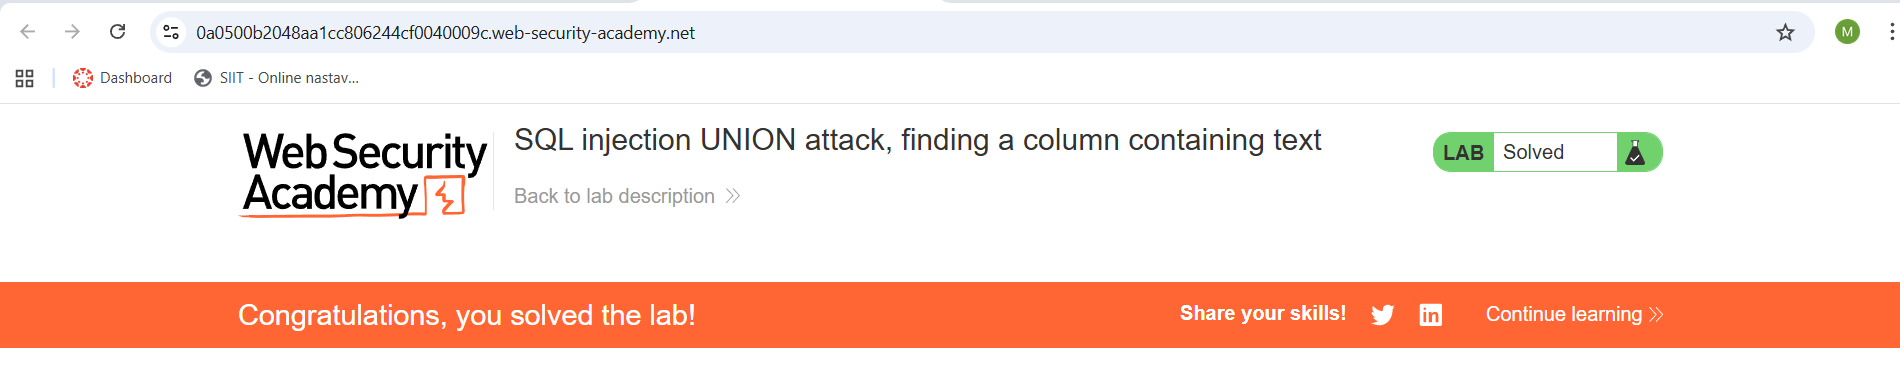 0a0500b2048aa1cc806244cf0040009c.web-security-academy.net
M
Dashboard
SIIT - Online nastav...
Web Security
Academy
SQL injection UNION attack, finding a column containing text
Back to lab description
LAB Solved
Congratulations, you solved the lab!
Share your skills!
Continue learning